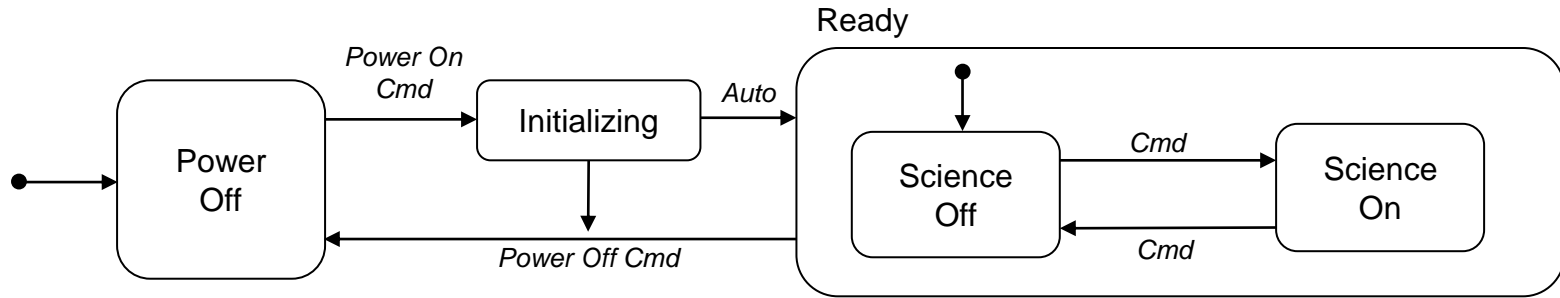 Ready
Power On
Cmd
Auto
Initializing
Power
Off
Power Off Cmd
Science
Off
Cmd
Cmd
Science
On